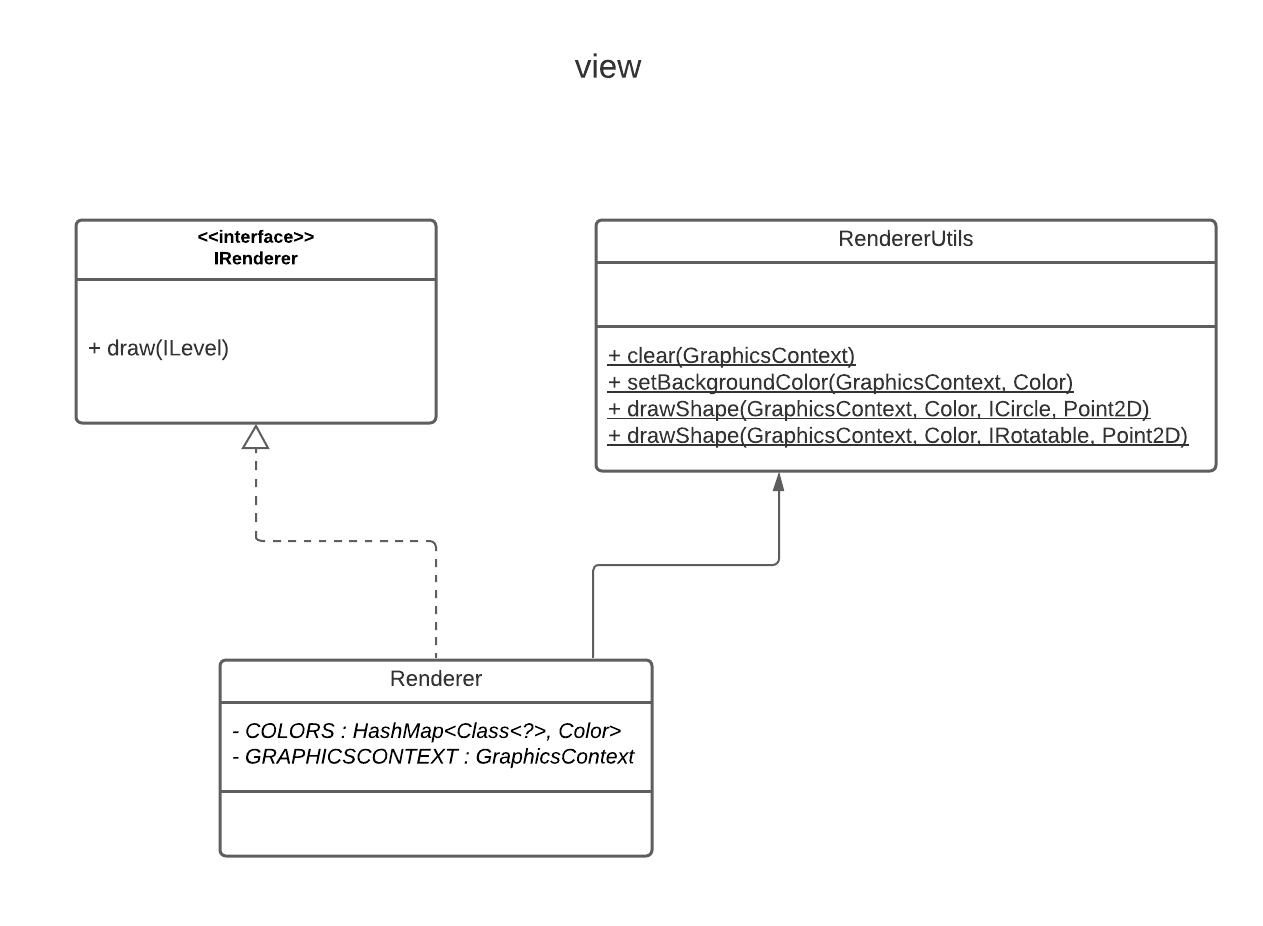 view
<<interface>>
IRenderer
+ draw(ILevel)
RendererUtils
+ clear(GraphicsContext)
+ setBackgroundColor(GraphicsContext, Color)
+ drawShape(GraphicsContext, Color, ICircle, Point2D)
+ drawShape(GraphicsContext, Color, IRotatable, Point2D)
Renderer
- COLORS : HashMap<Class<?>, Color>
- GRAPHICSCONTEXT : GraphicsContext